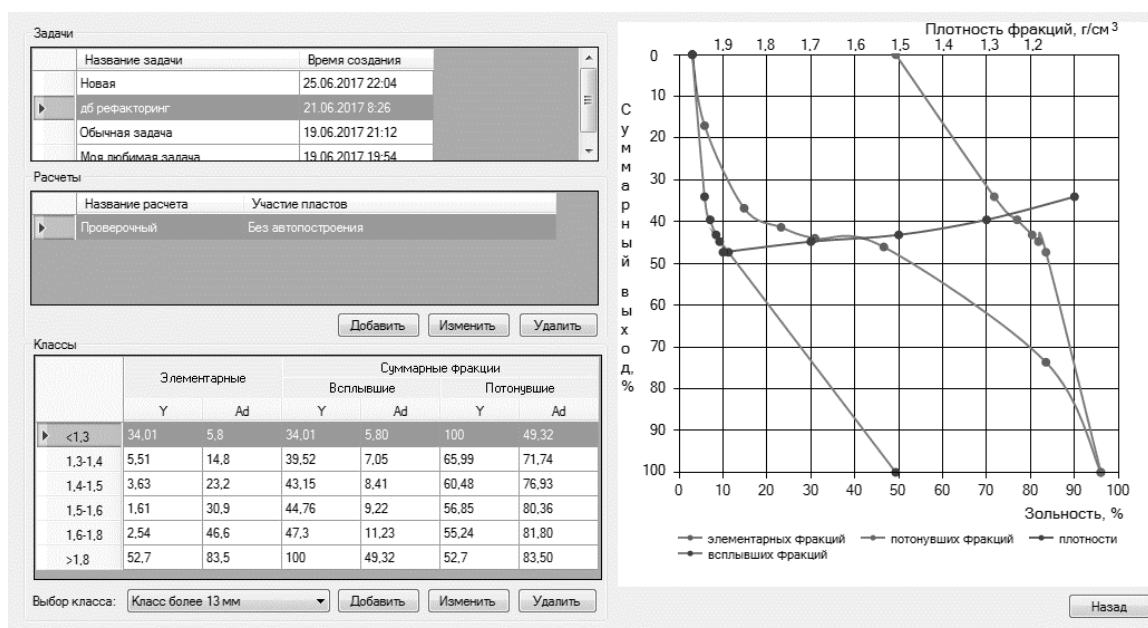 Задачи
Название задачи Время создания
Новая 25.06.2017 22:04
дб рефакторинг 21.06.2017 8:26
Обычная задача 19.06.2017 21:12
Моя любимая задача 19.06.2017 19:54
Расчеты
Название расчета Участие пластов
Проверочный Без автопостроения
Добавить Изменить Удалить
Классы
Элементарные Суммарные фракции
Всплывшие Потонувшие
Y Ad Y Ad Y Ad
<1,3 34,01 5,8 34,01 5,80 100 49,32
1,3-1,4 5,51 14,8 39,52 7,05 65,99 71,74
1,4-1,5 3,63 23,2 43,15 8,41 60,48 76,93
1,5-1,6 1,61 30,9 44,76 9,22 56,85 80,36
1,6-1,8 2,54 46,6 47,3 11,23 55,24 81,80
>1,8 52,7 83,5 100 49,32 52,7 83,50
Выбор класса: Класс более 13 мм Добавить Изменить Удалить
Плотность фракций, г/см 3
1,9 1,8 1,7 1,6 1,5 1,4 1,3 1,2
Суммарный выход, %
0
10
20
30
40
50
60
70
80
90
100
0 10 20 30 40 50 60 70 80 90 100
Зольность, %
элементарных фракций потонувших фракций плотности
всплывших фракций
Назад